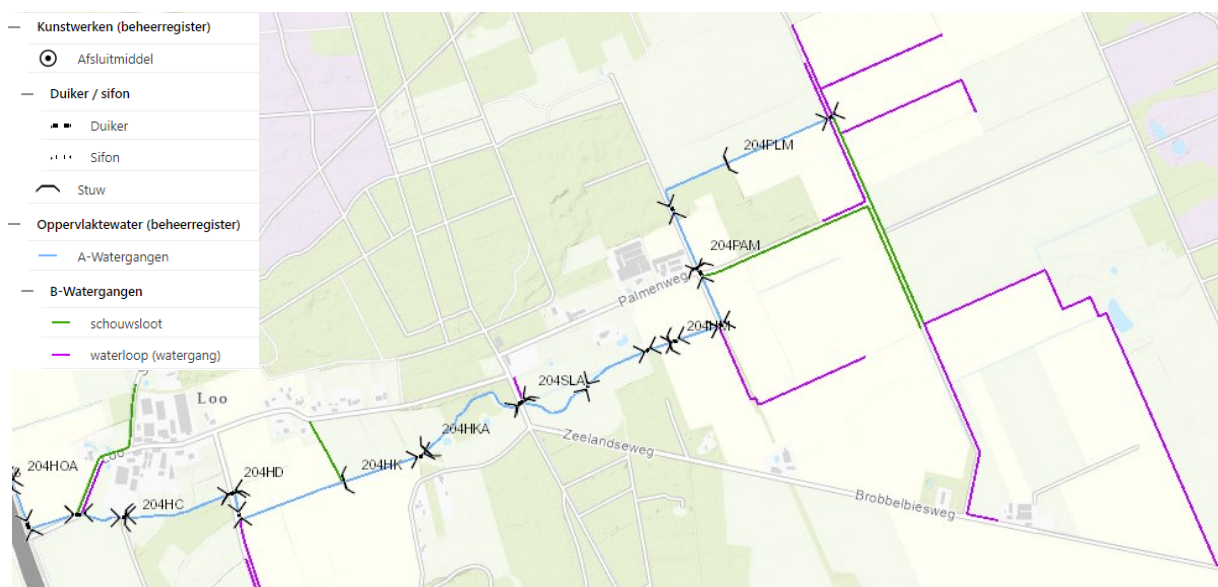 Kunstwerken (beheerregister)
Afsluitmiddel
Duiker / sifon
Duiker
Sifon
Stuw
Oppervlaktewater (beheerregister)
A-Watergangen
B-Watergangen
schouwsloot
waterloop (watergang)
204PLM
204PAM
Palmenweg
204NM
204SLA
Loo
204HKA
Zeelandseweg
204HOA
204HD
204HK
204HC
Brobbelbiesweg